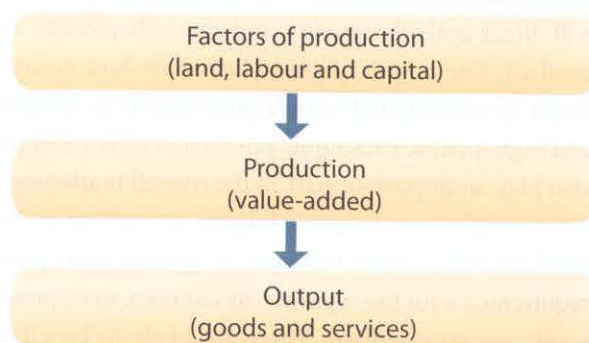 Factors of production
(land, labour and capital)
Production
(value-added)
Output
(goods and services)